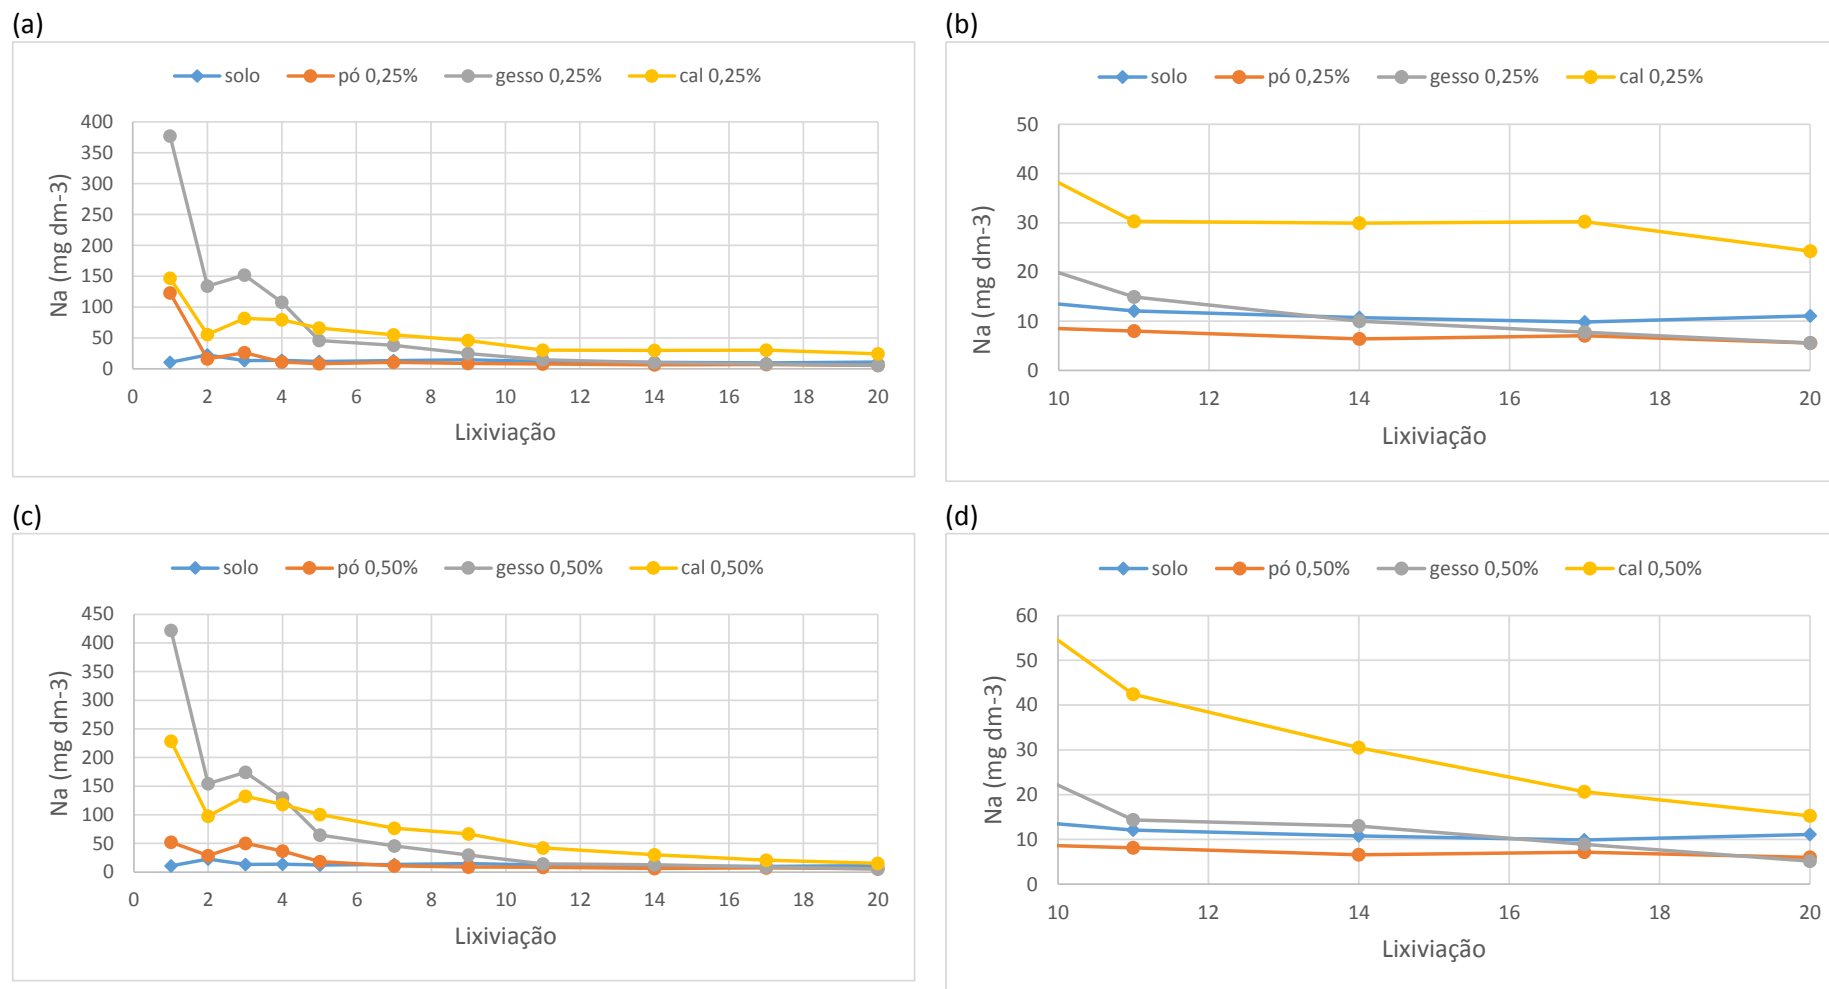 (a)
solo pó 0,25% gesso 0,25% cal 0,25%
400
350
300
250
200
150
100
50
0
Na (mg dm-3)
0 2 4 6 8 10 12 14 16 18 20
Lixiviação
(b)
solo pó 0,25% gesso 0,25% cal 0,25%
50
40
30
20
10
0
Na (mg dm-3)
10 12 14 16 18 20
Lixiviação
(c)
solo pó 0,50% gesso 0,50% cal 0,50%
450
400
350
300
250
200
150
100
50
0
Na (mg dm-3)
0 2 4 6 8 10 12 14 16 18 20
Lixiviação
(d)
solo pó 0,50% gesso 0,50% cal 0,50%
60
50
40
30
20
10
0
Na (mg dm-3)
10 12 14 16 18 20
Lixiviação